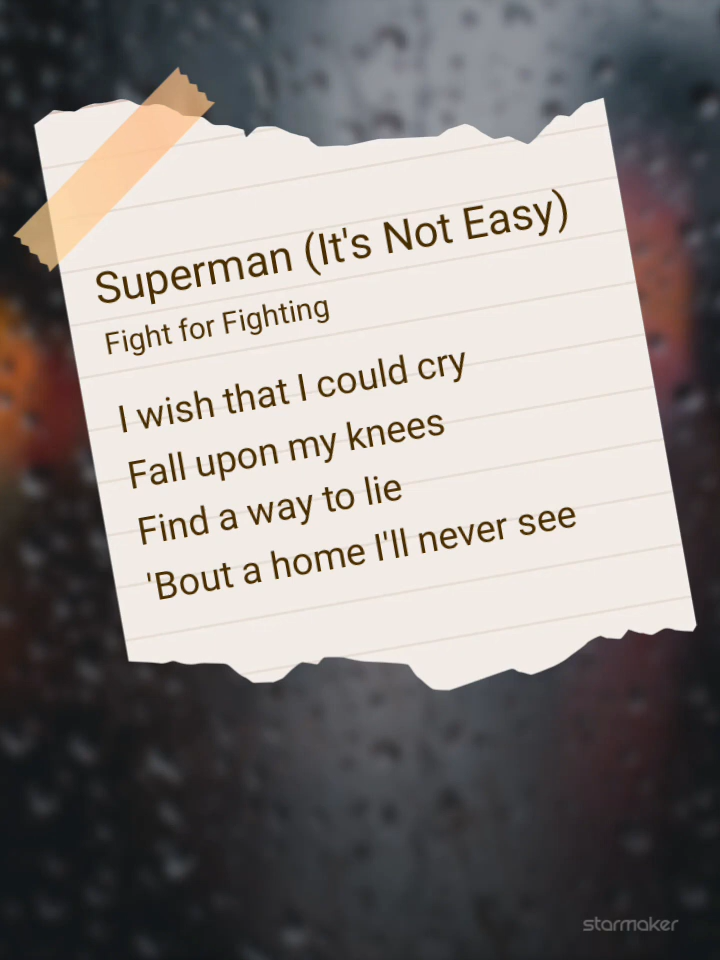 Superman (It's Not Easy)
Fight for Fighting
I wish that I could cry
Fall upon my knees
Find a way to lie
'Bout a home I'll never see
starmaker